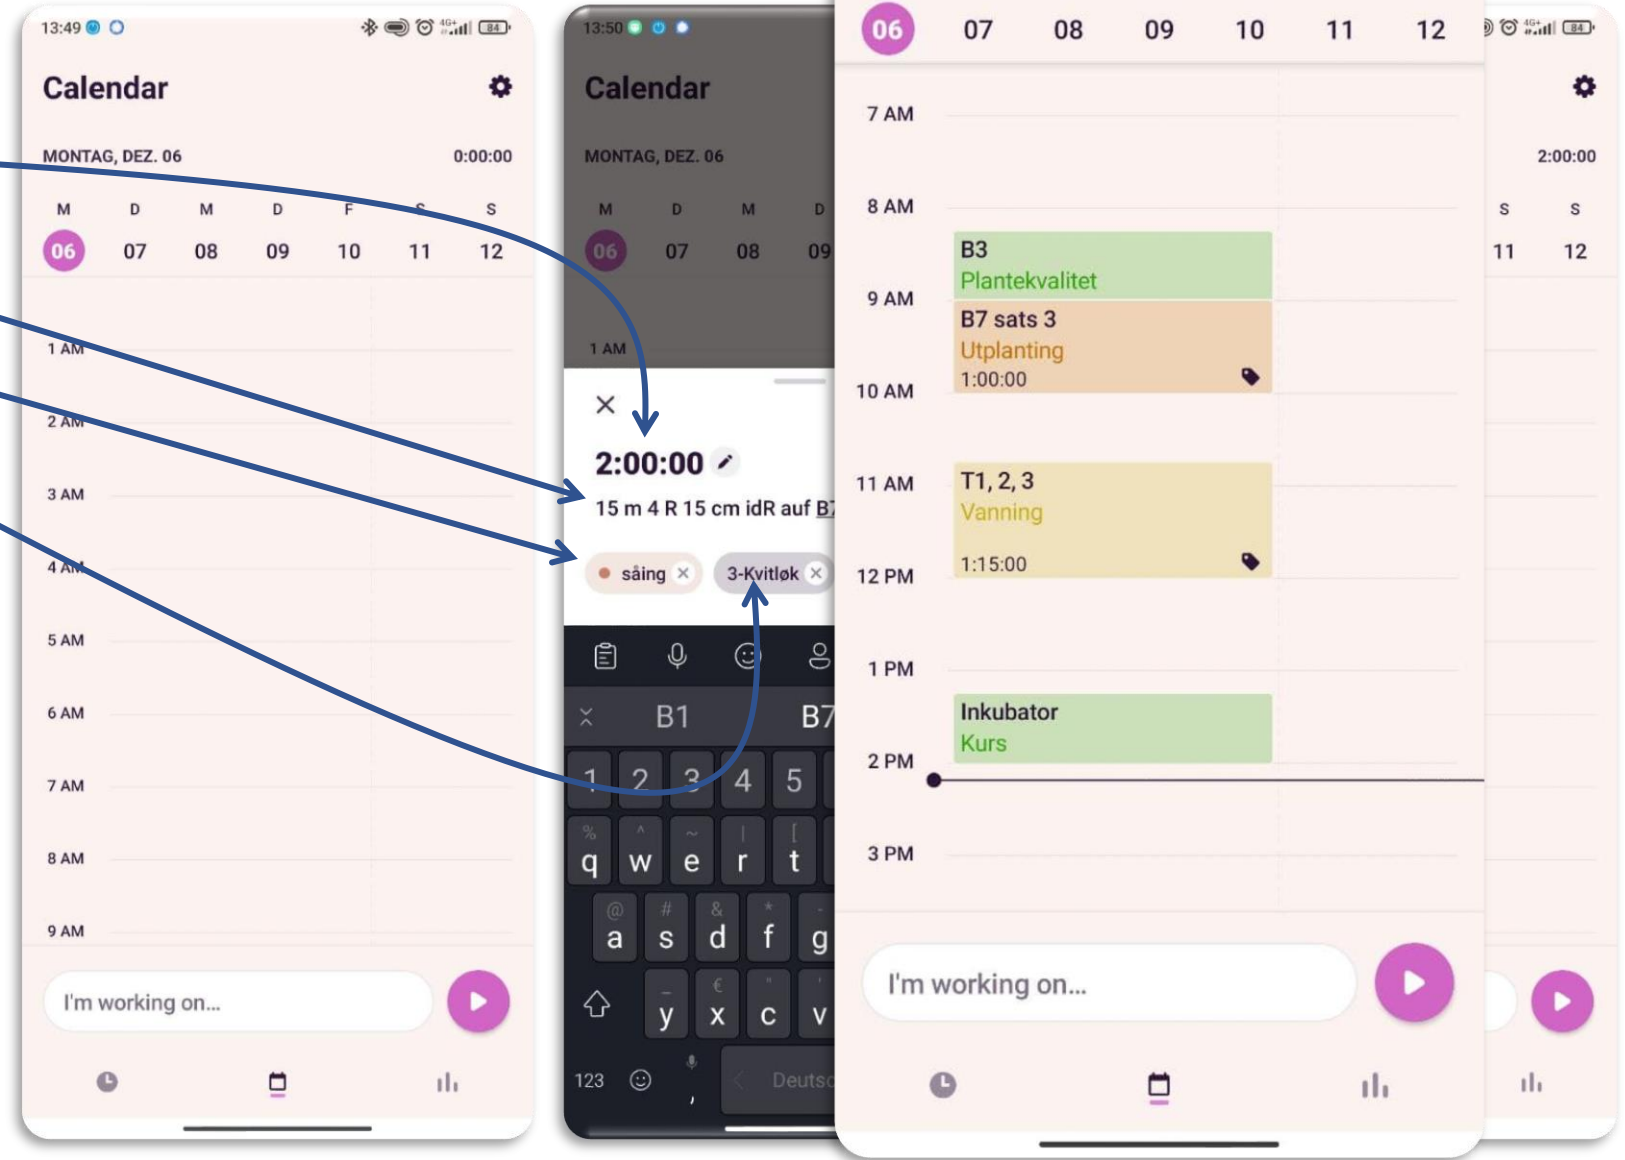 13:49
4G+
84
Calendar
MONTAG, DEZ. 06
0:00:00
M D M D F S S
06 07 08 09 10 11 12
1 AM
2 AM
3 AM
4 AM
5 AM
6 AM
7 AM
8 AM
9 AM
I'm working on...
13:50
Calendar
MONTAG, DEZ. 06
M D M D
06 07 08 09
1 AM
2:00:00
15 m 4 R 15 cm idR auf B7
såing
3-Kvitløk
B1 B7
1 2 3 4 5
% ^ ~ | [
q w e r t
@ # & * -
a s d f g
_ € " '
y x c v
123 ,
06 07 08 09 10 11 12
7 AM
8 AM
B3
Plantekvalitet
9 AM
B7 sats 3
Utplanting
1:00:00
10 AM
11 AM
T1, 2, 3
Vanning
1:15:00
12 PM
1 PM
Inkubator
Kurs
2 PM
3 PM
I'm working on...
4G+
84
2:00:00
S S
11 12